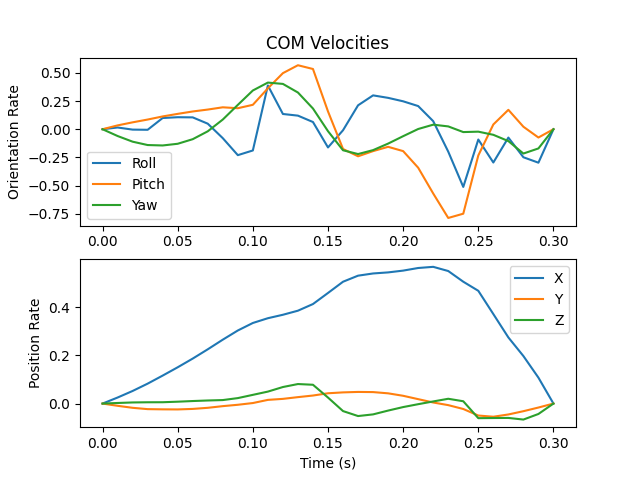 COM Velocities
Orientation Rate
0.50
0.25
0.00
−0.25
−0.50
−0.75
Roll
Pitch
Yaw
0.00 0.05 0.10 0.15 0.20 0.25 0.30
Position Rate
0.4
0.2
0.0
X
Y
Z
0.00 0.05 0.10 0.15 0.20 0.25 0.30
Time (s)